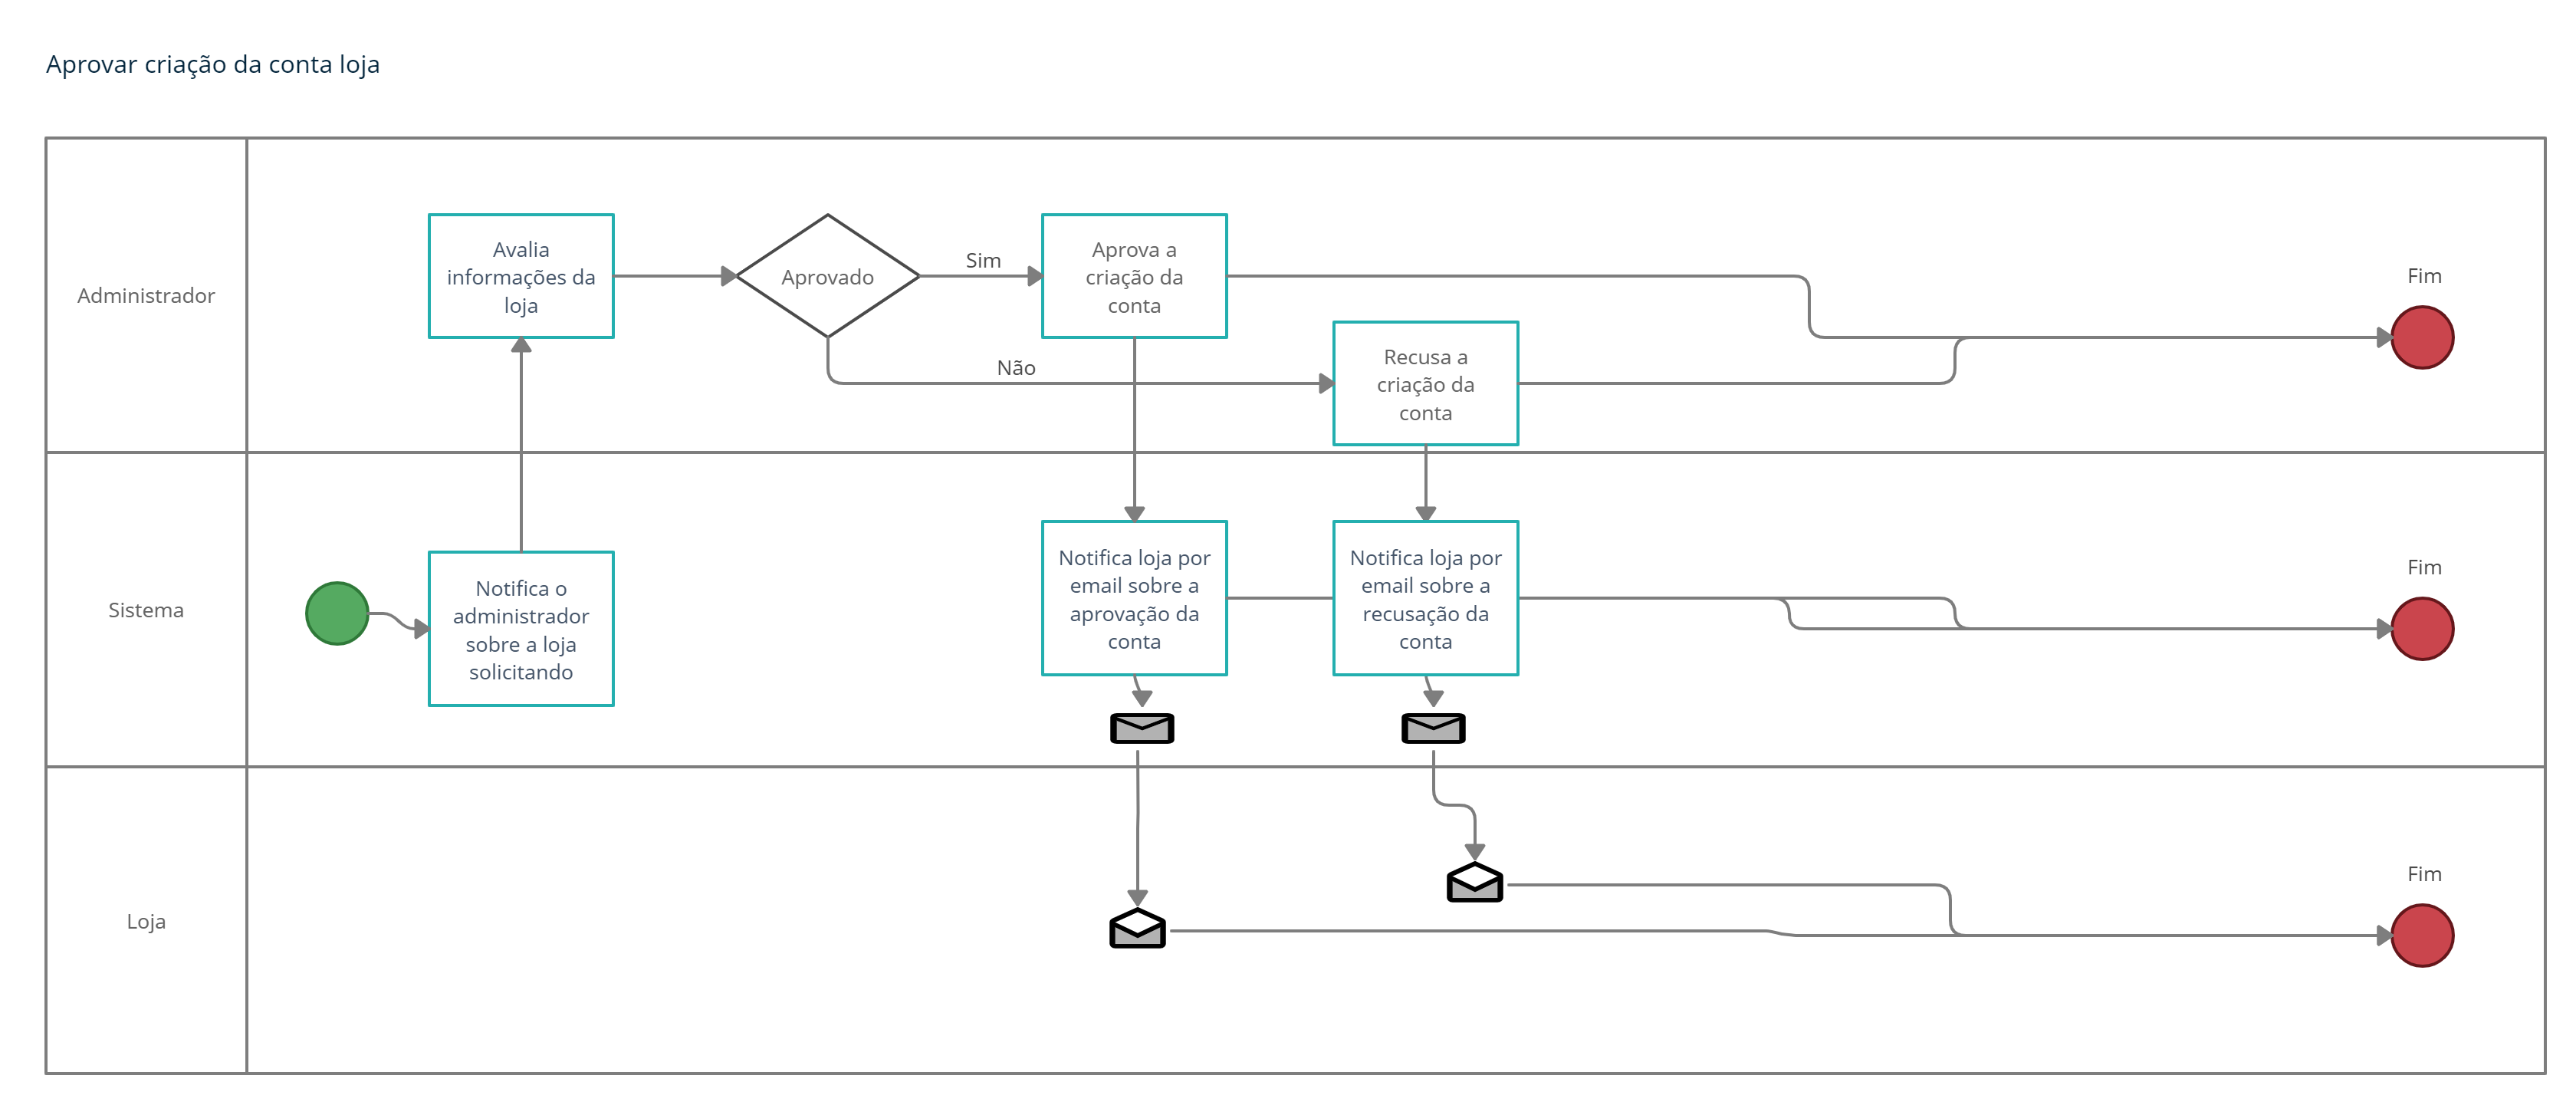 Aprovar criação da conta loja
Administrador
Avalia
informações da
loja
Aprovado
Sim
Não
Aprova a
criação da
conta
Recusa a
criação da
conta
Fim
Sistema
Notifica o
administrador
sobre a loja
solicitando
Notifica loja por
email sobre a
aprovação da
conta
Notifica loja por
email sobre a
recusação da
conta
Fim
Loja
Fim